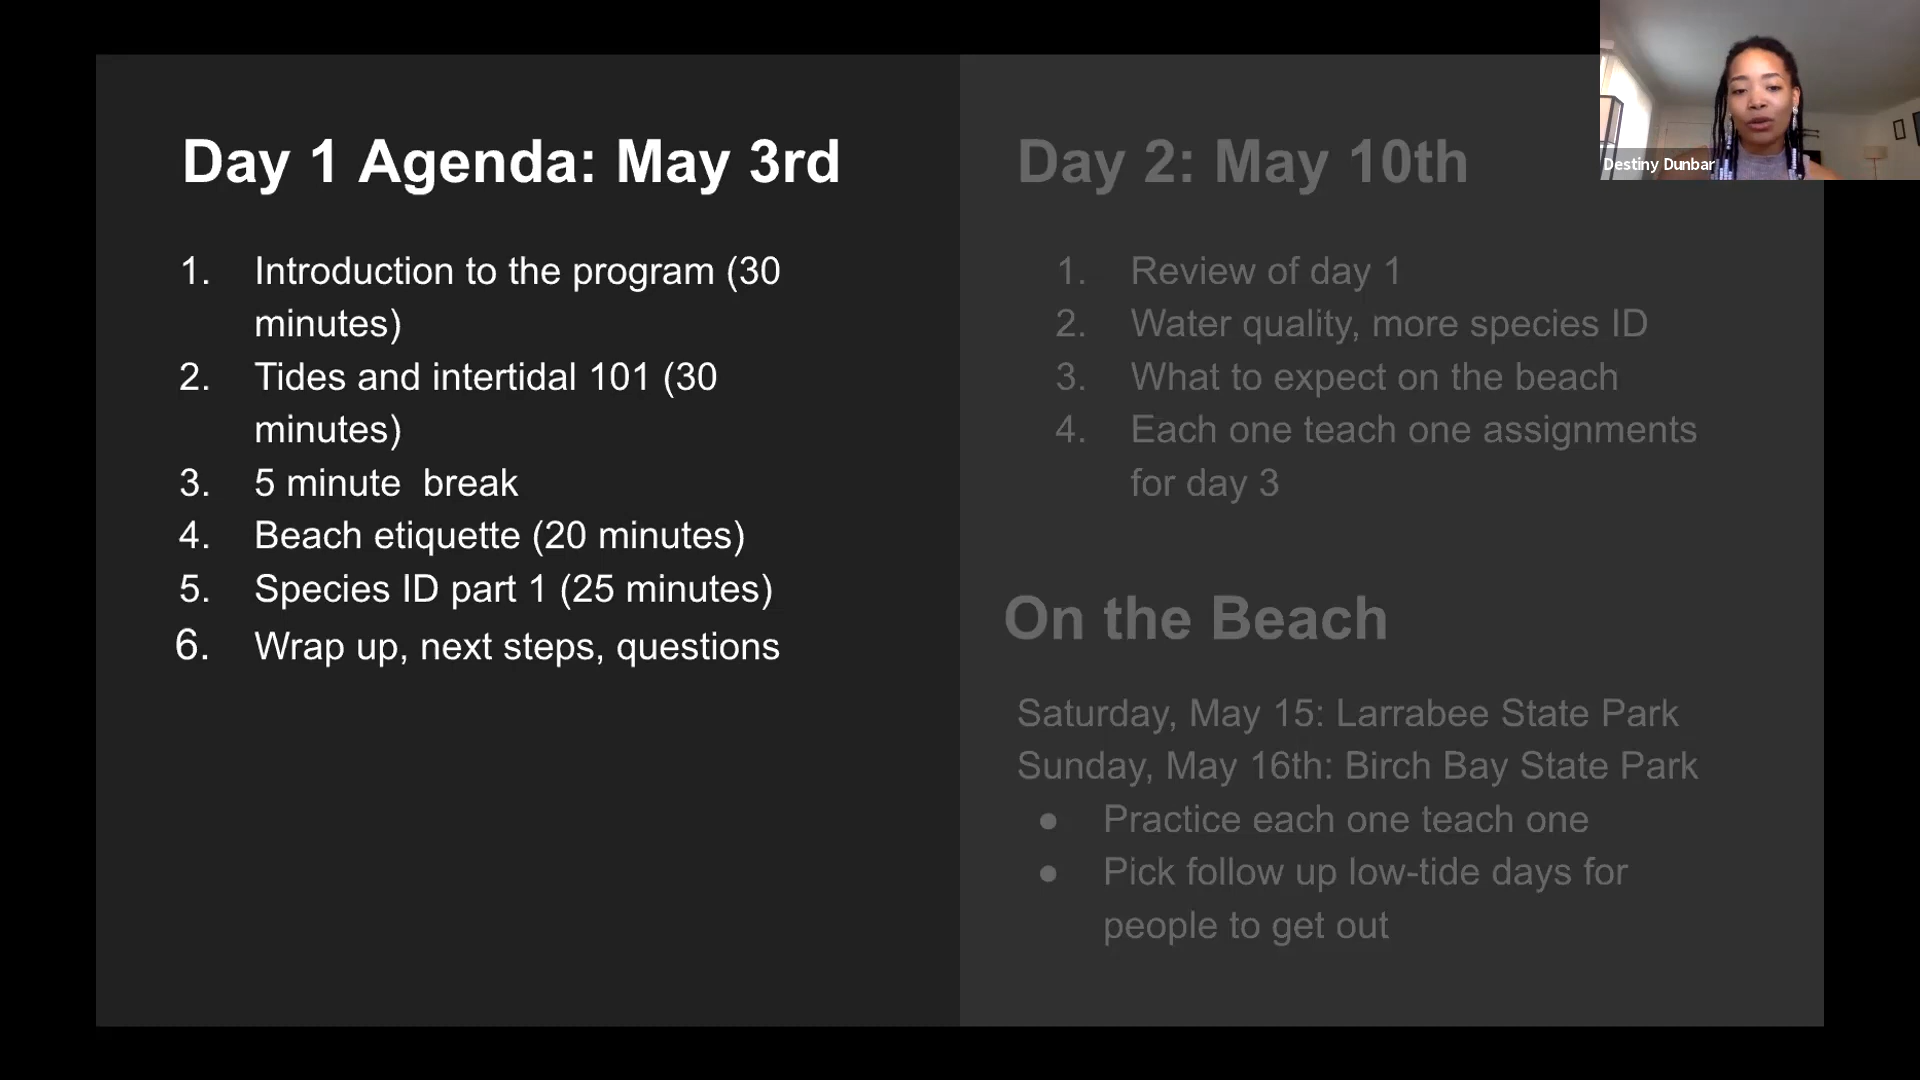 Day 1 Agenda: May 3rd
1. Introduction to the program (30
minutes)
2. Tides and intertidal 101 (30
minutes)
3. 5 minute  break
4. Beach etiquette (20 minutes)
5. Species ID part 1 (25 minutes)
6. Wrap up, next steps, questions
Day 2: May 10th
1. Review of day 1
2. Water quality, more species ID
3. What to expect on the beach
4. Each one teach one assignments
for day 3
On the Beach
Saturday, May 15: Larrabee State Park
Sunday, May 16th: Birch Bay State Park
● Practice each one teach one
● Pick follow up low-tide days for
people to get out
Destiny Dunbar